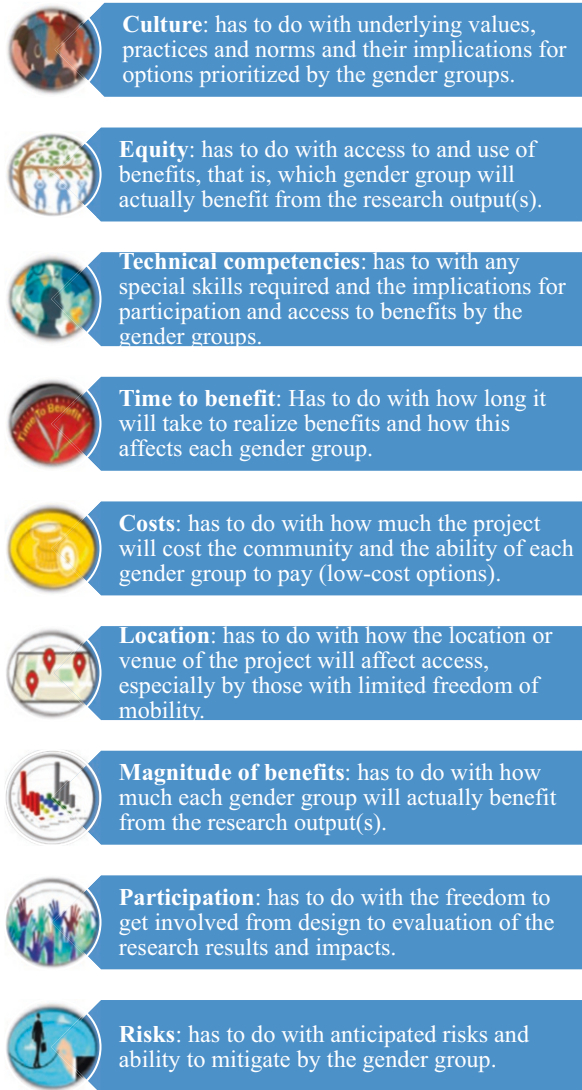 Culture: has to do with underlying values,
practices and norms and their implications for
options prioritized by the gender groups.
Equity: has to do with access to and use of
benefits, that is, which gender group will
actually benefit from the research output(s).
Technical competencies: has to with any
special skills required and the implications for
participation and access to benefits by the
gender groups.
Time To Benefit
Time to benefit: Has to do with how long it
will take to realize benefits and how this
affects each gender group.
Costs: has to do with how much the project
will cost the community and the ability of each
gender group to pay (low-cost options).
Location: has to do with how the location or
venue of the project will affect access,
especially by those with limited freedom of
mobility.
Magnitude of benefits: has to do with how
much each gender group will actually benefit
from the research output(s).
Participation: has to do with the freedom to
get involved from design to evaluation of the
research results and impacts.
Risks: has to do with anticipated risks and
ability to mitigate by the gender group.